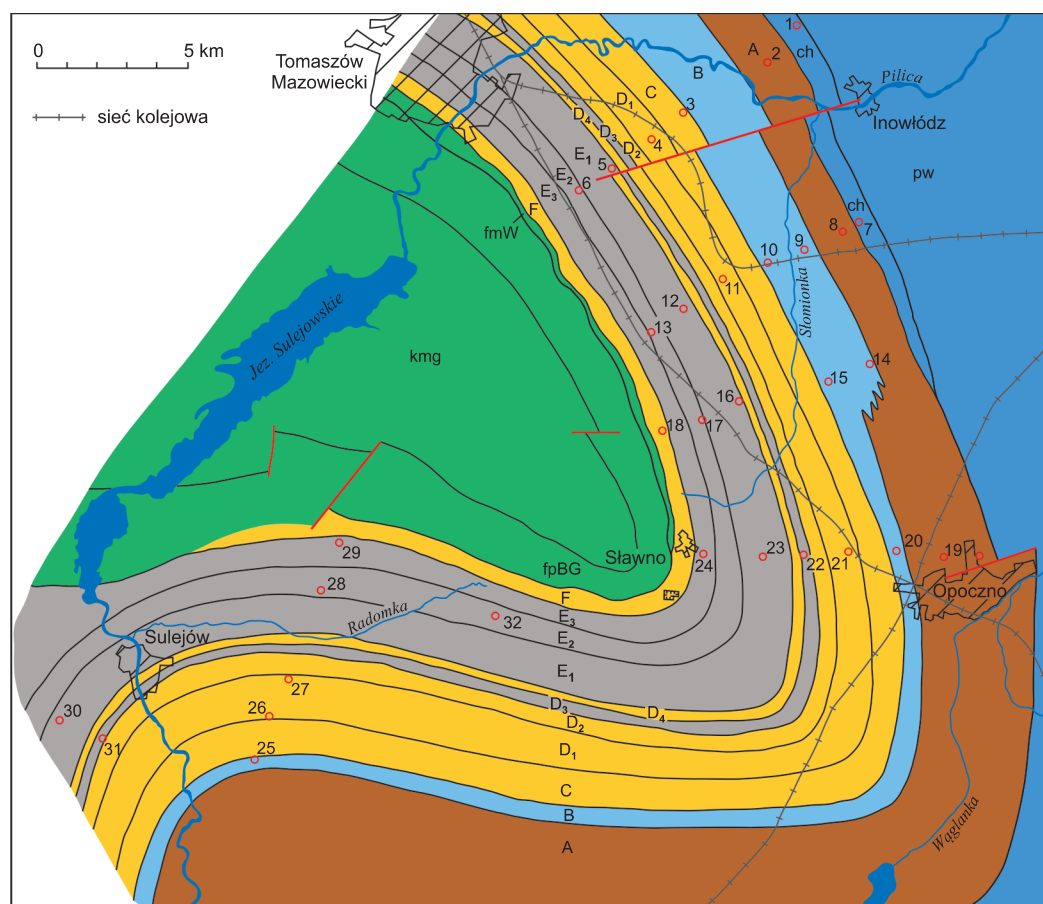 0
5 km
sieć kolejowa
Tomaszów
Mazowiecki
1
ch
A
2
B
Pilica
C
3
D1
D4
D3
D2
4
Inowłódz
E1
5
E2
6
E3
pw
F
fmW
ch
8
7
9
10
11
Słomionka
12
13
Jez. Sulejowskie
kmg
14
15
16
17
18
20
19
Sławno
24
23
22
21
29
fpBG
Opoczno
28
F
E3
32
Radomka
E2
Sulejów
E1
27
D3
D4
30
26
D2
31
D1
25
C
B
A
Wąglanka